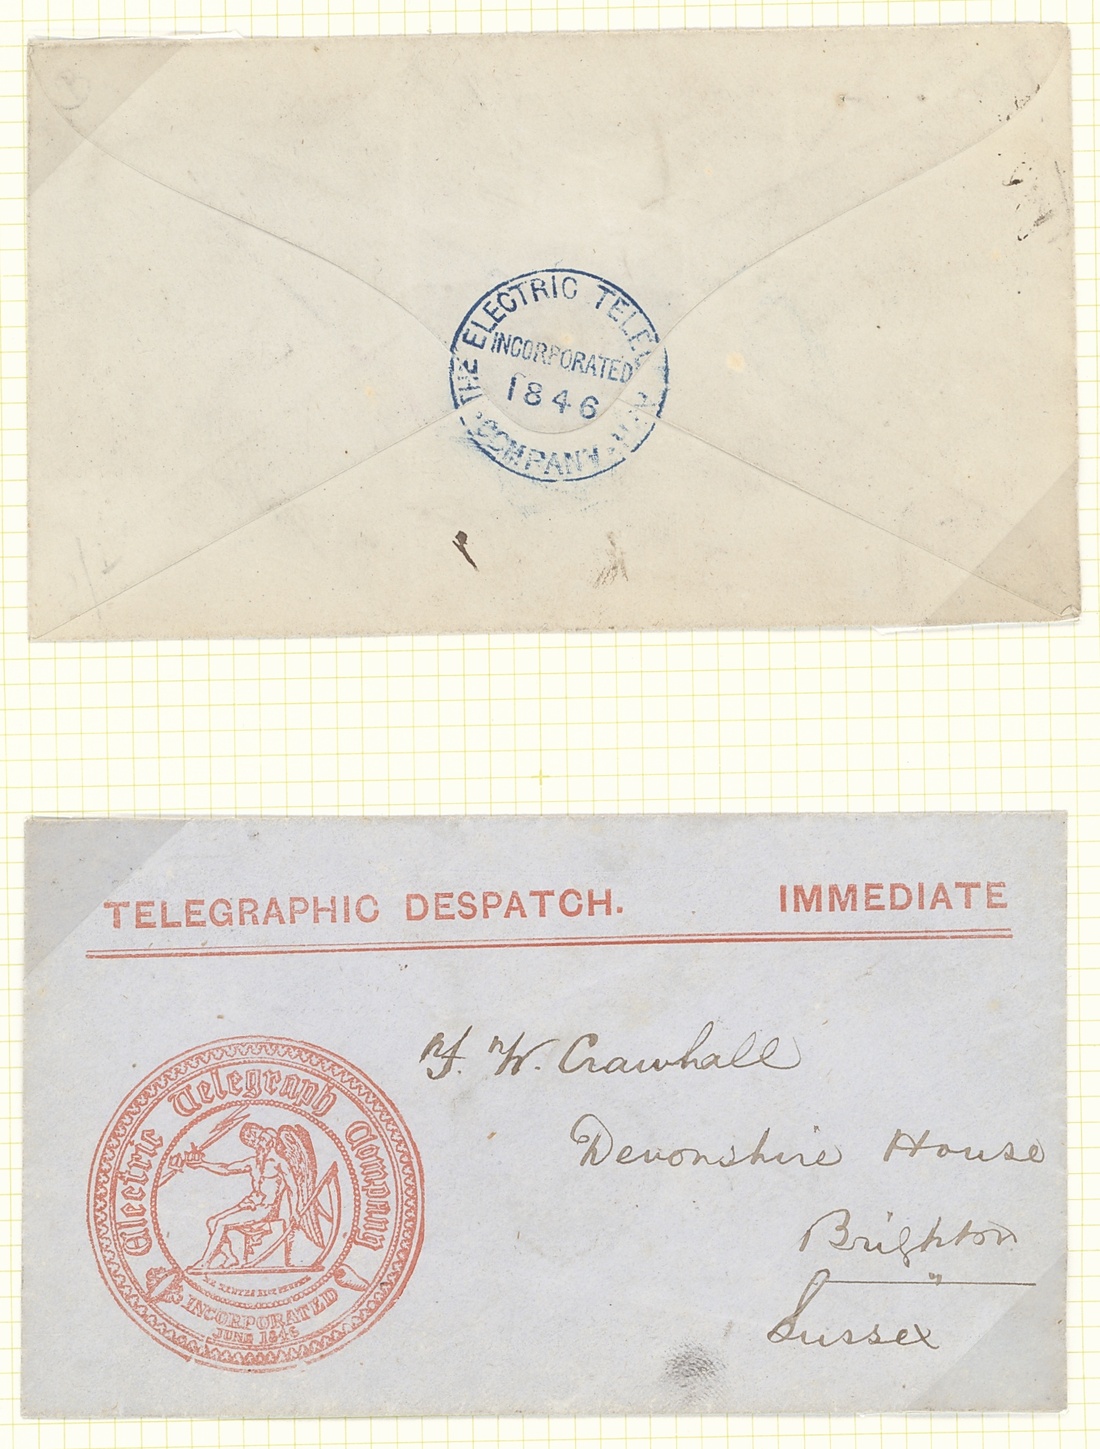 THE ELECTRIC TELE
COMPANY
INCORPORATED
1846
TELEGRAPHIC DESPATCH. IMMEDIATE
Electric Telegraph Company
INCORPORATED
JUNE 1846
W. Crawhall
Devonshire House
Brighton
Sussex